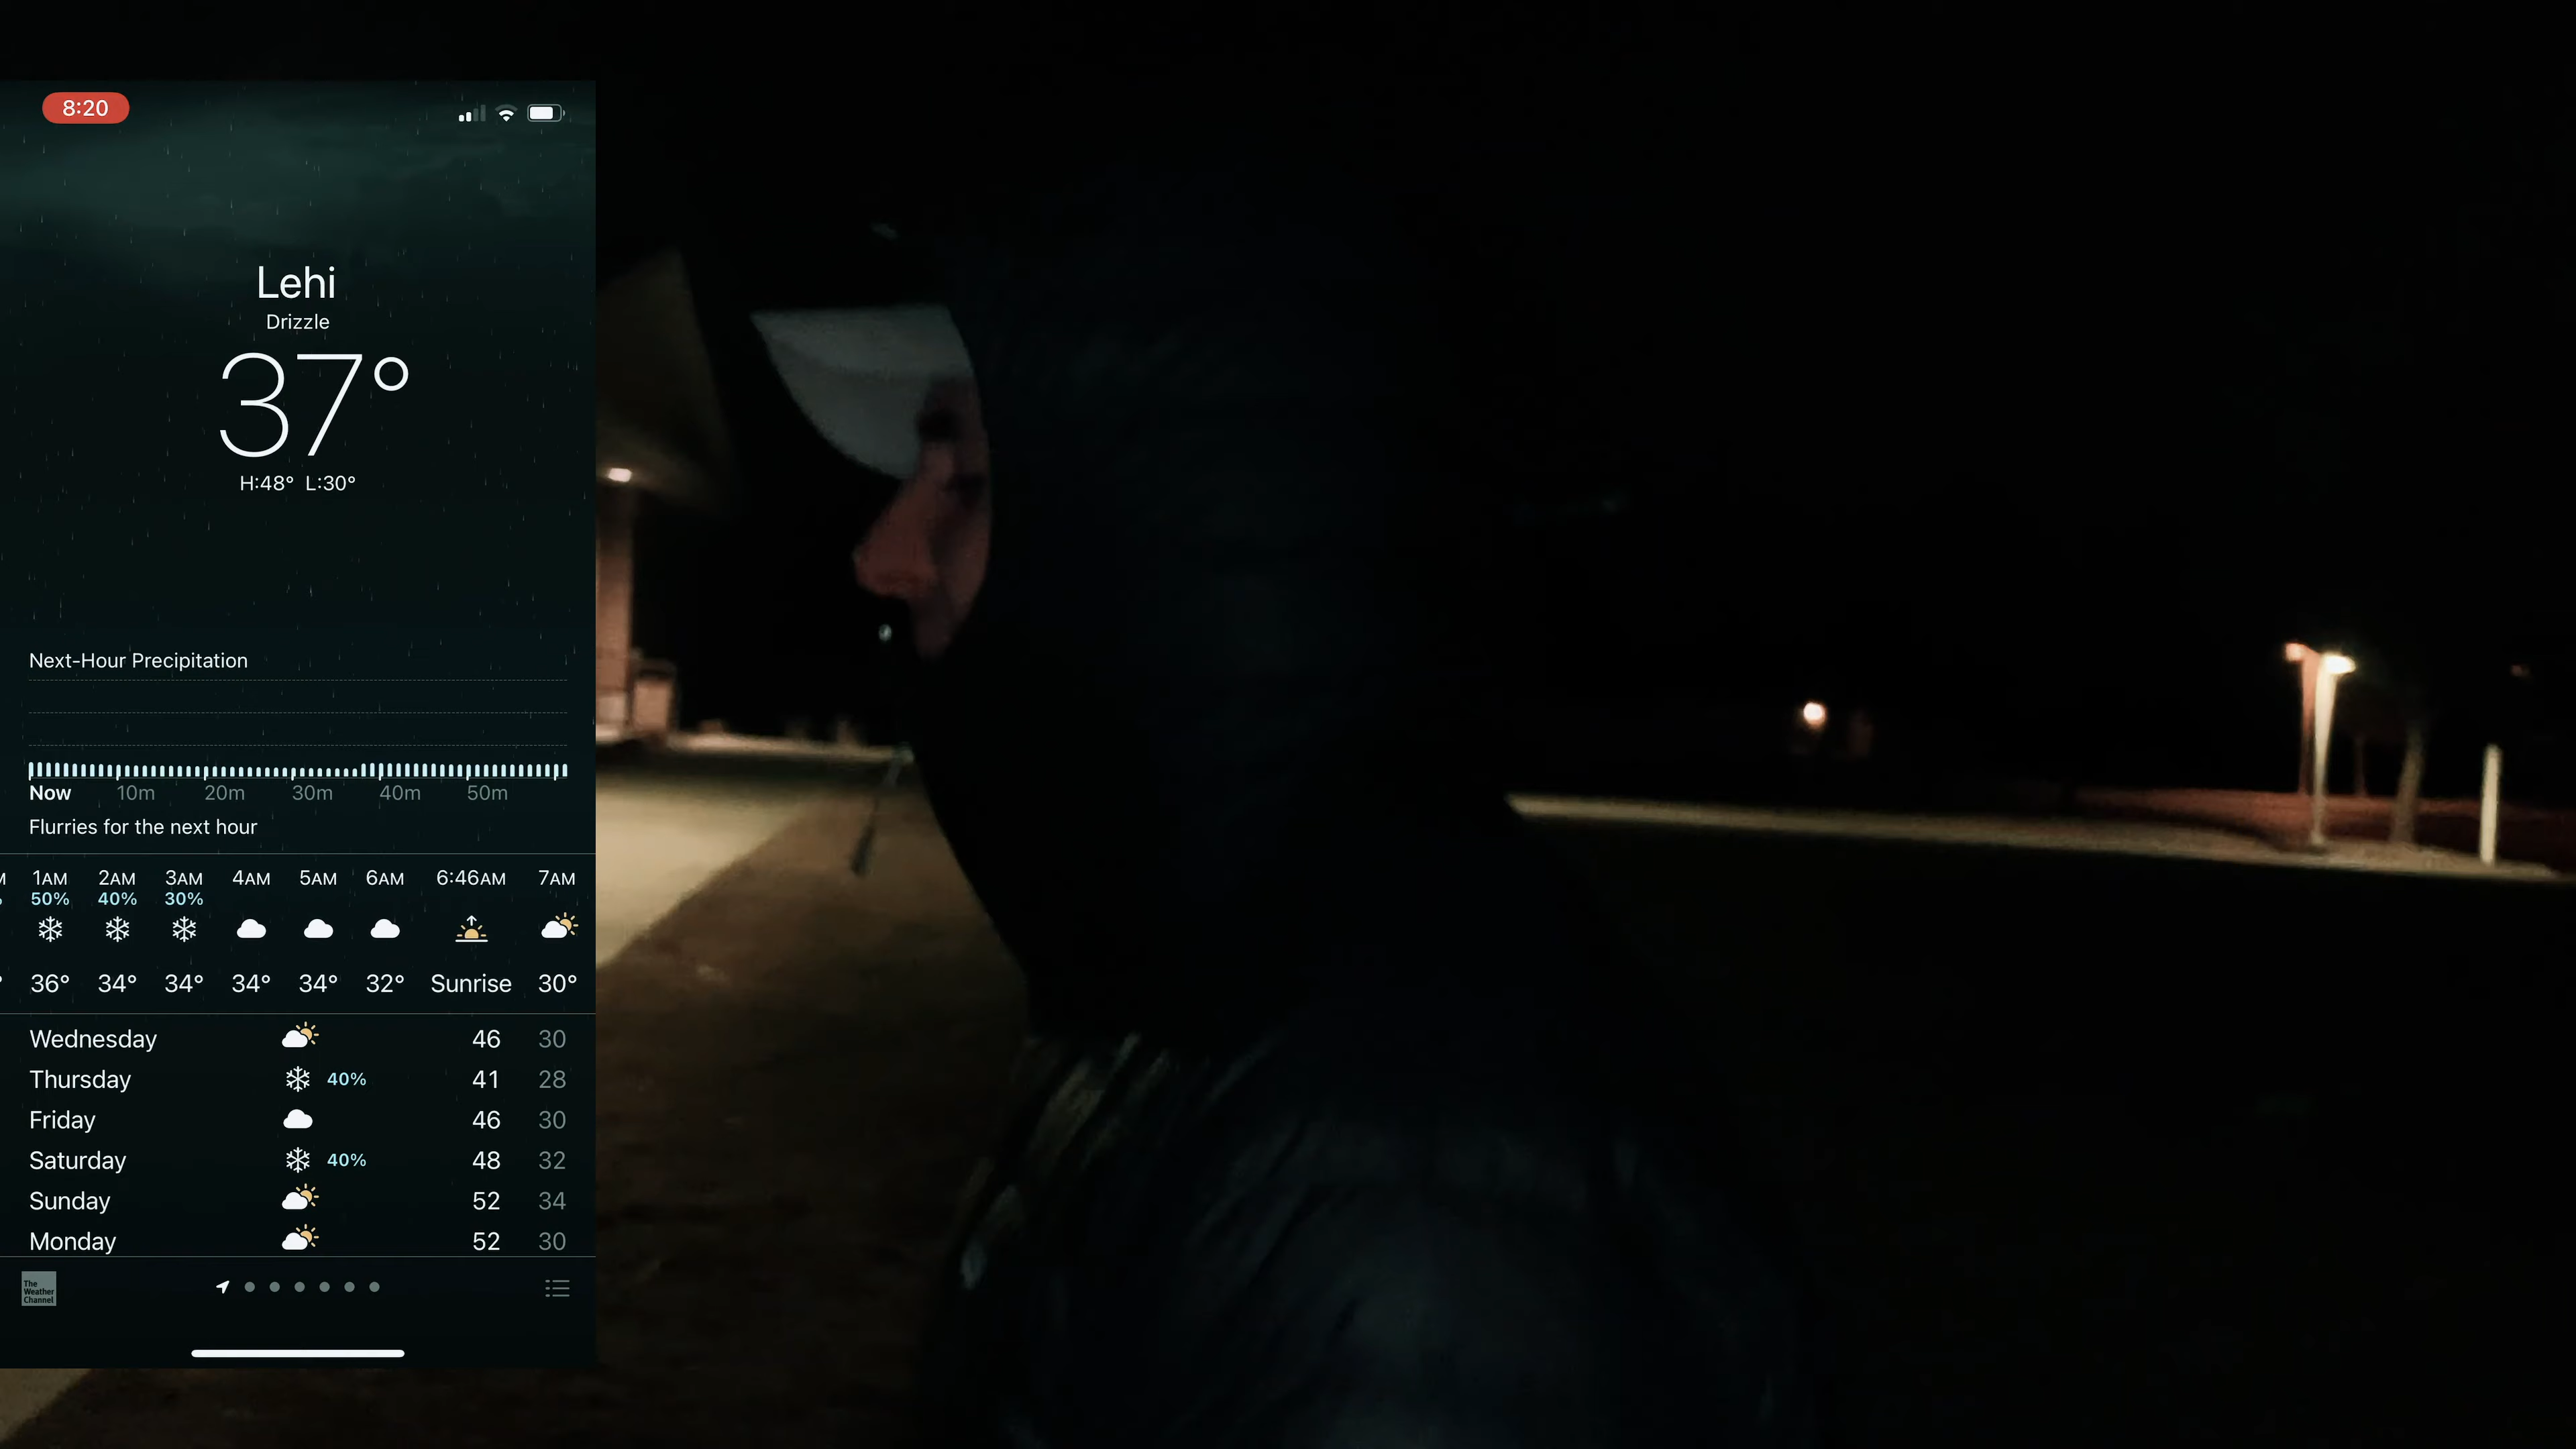 8:20
Lehi
Drizzle
37°
H:48° L:30°
Next-Hour Precipitation
Now 10m 20m 30m 40m 50m
Flurries for the next hour
1AM 2AM 3AM 4AM 5AM 6AM 6:46AM 7AM
50% 40% 30%
36° 34° 34° 34° 34° 32° Sunrise 30°
Wednesday 46 30
Thursday 40% 41 28
Friday 46 30
Saturday 40% 48 32
Sunday 52 34
Monday 52 30
The
Weather
Channel